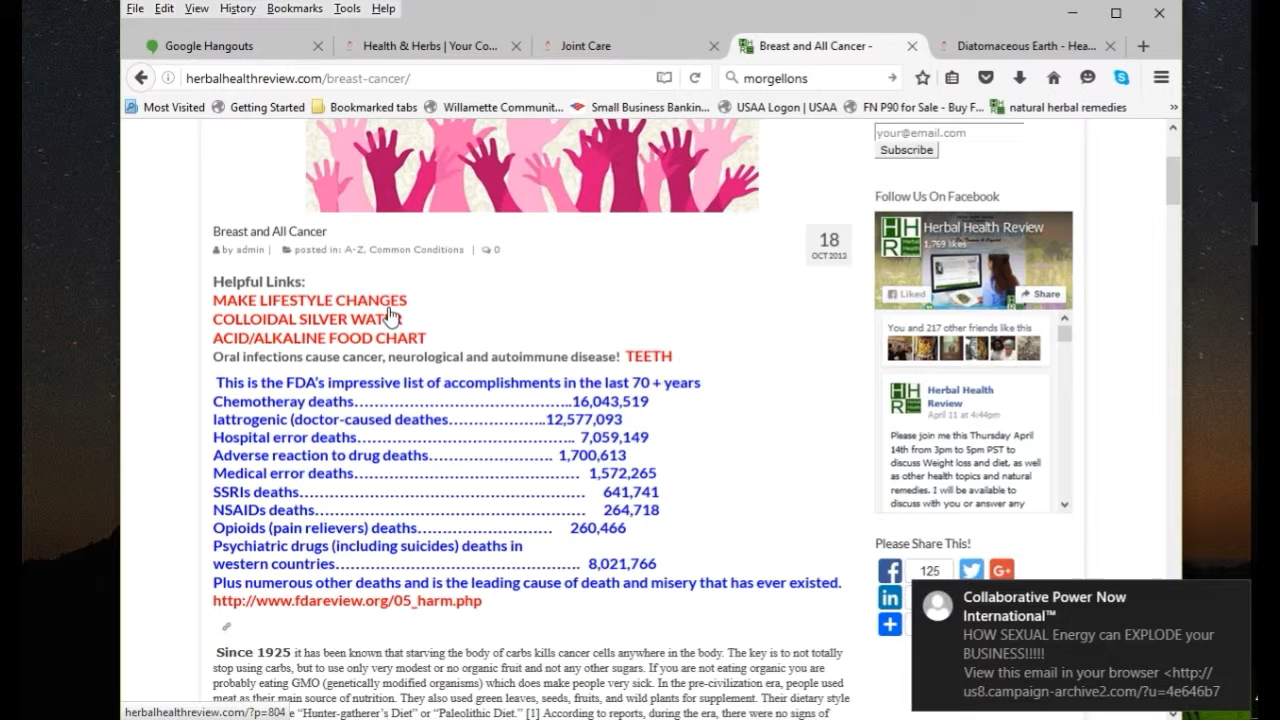 File Edit View History Bookmarks Tools Help
Google Hangouts
Health & Herbs | Your Co...
Joint Care
Breast and All Cancer -
Diatomaceous Earth - Hea...
herbalhealthreview.com/breast-cancer/
morgellons
Most Visited
Getting Started
Bookmarked tabs
Willamette Communit...
Small Business Bankin...
USAA Logon | USAA
FN P90 for Sale - Buy F...
natural herbal remedies
your@email.com
Subscribe
Breast and All Cancer
by admin | posted in: A-Z, Common Conditions | 0
18
OCT 2013
Helpful Links:
MAKE LIFESTYLE CHANGES
COLLOIDAL SILVER
ACID/ALKALINE FOOD CHART
Oral infections cause cancer, neurological and autoimmune disease! TEETH
This is the FDA's impressive list of accomplishments in the last 70 + years
Chemotheray deaths.............................................16,043,519
Iattrogenic (doctor-caused deathes...................12,577,093
Hospital error deaths............................................. 7,059,149
Adverse reaction to drug deaths......................... 1,700,613
Medical error deaths.............................................. 1,572,265
SSRIs deaths........................................................... 641,741
NSAIDs deaths....................................................... 264,718
Opioids (pain relievers) deaths........................... 260,466
Psychiatric drugs (including suicides) deaths in
western countries.................................................. 8,021,766
Plus numerous other deaths and is the leading cause of death and misery that has ever existed.
http://www.fdareview.org/05_harm.php
Since 1925 it has been known that starving the body of carbs kills cancer cells anywhere in the body. The key is to not totally
stop using carbs, but to use only very modest or no organic fruit and not any other sugars. If you are not eating organic you are
probably eating GMO (genetically modified organisms) which does make people very sick. In the pre-civilization era, people used
meat as their main source of nutrition. They also used green leaves, seeds, fruits, and wild plants for supplement. Their dietary style
"Hunter-gatherer's Diet" or "Paleolithic Diet." [1] According to reports, during the era, there were no signs of
herbalhealthreview.com/?p=804
Follow Us On Facebook
Herbal Health Review
1,769 likes
Liked
Share
You and 217 other friends like this
Herbal Health
Review
April 11 at 4:44pm
Please join me this Thursday April
14th from 3pm to 5pm PST to
discuss Weight loss and diet, as well
as other health topics and natural
remedies. I will be available to
discuss with you or answer any
Please Share This!
125
Collaborative Power Now
International™
HOW SEXUAL Energy can EXPLODE your
BUSINESS!!!!!
View this email in your browser <http://
us8.campaign-archive2.com/?u=4e646b7